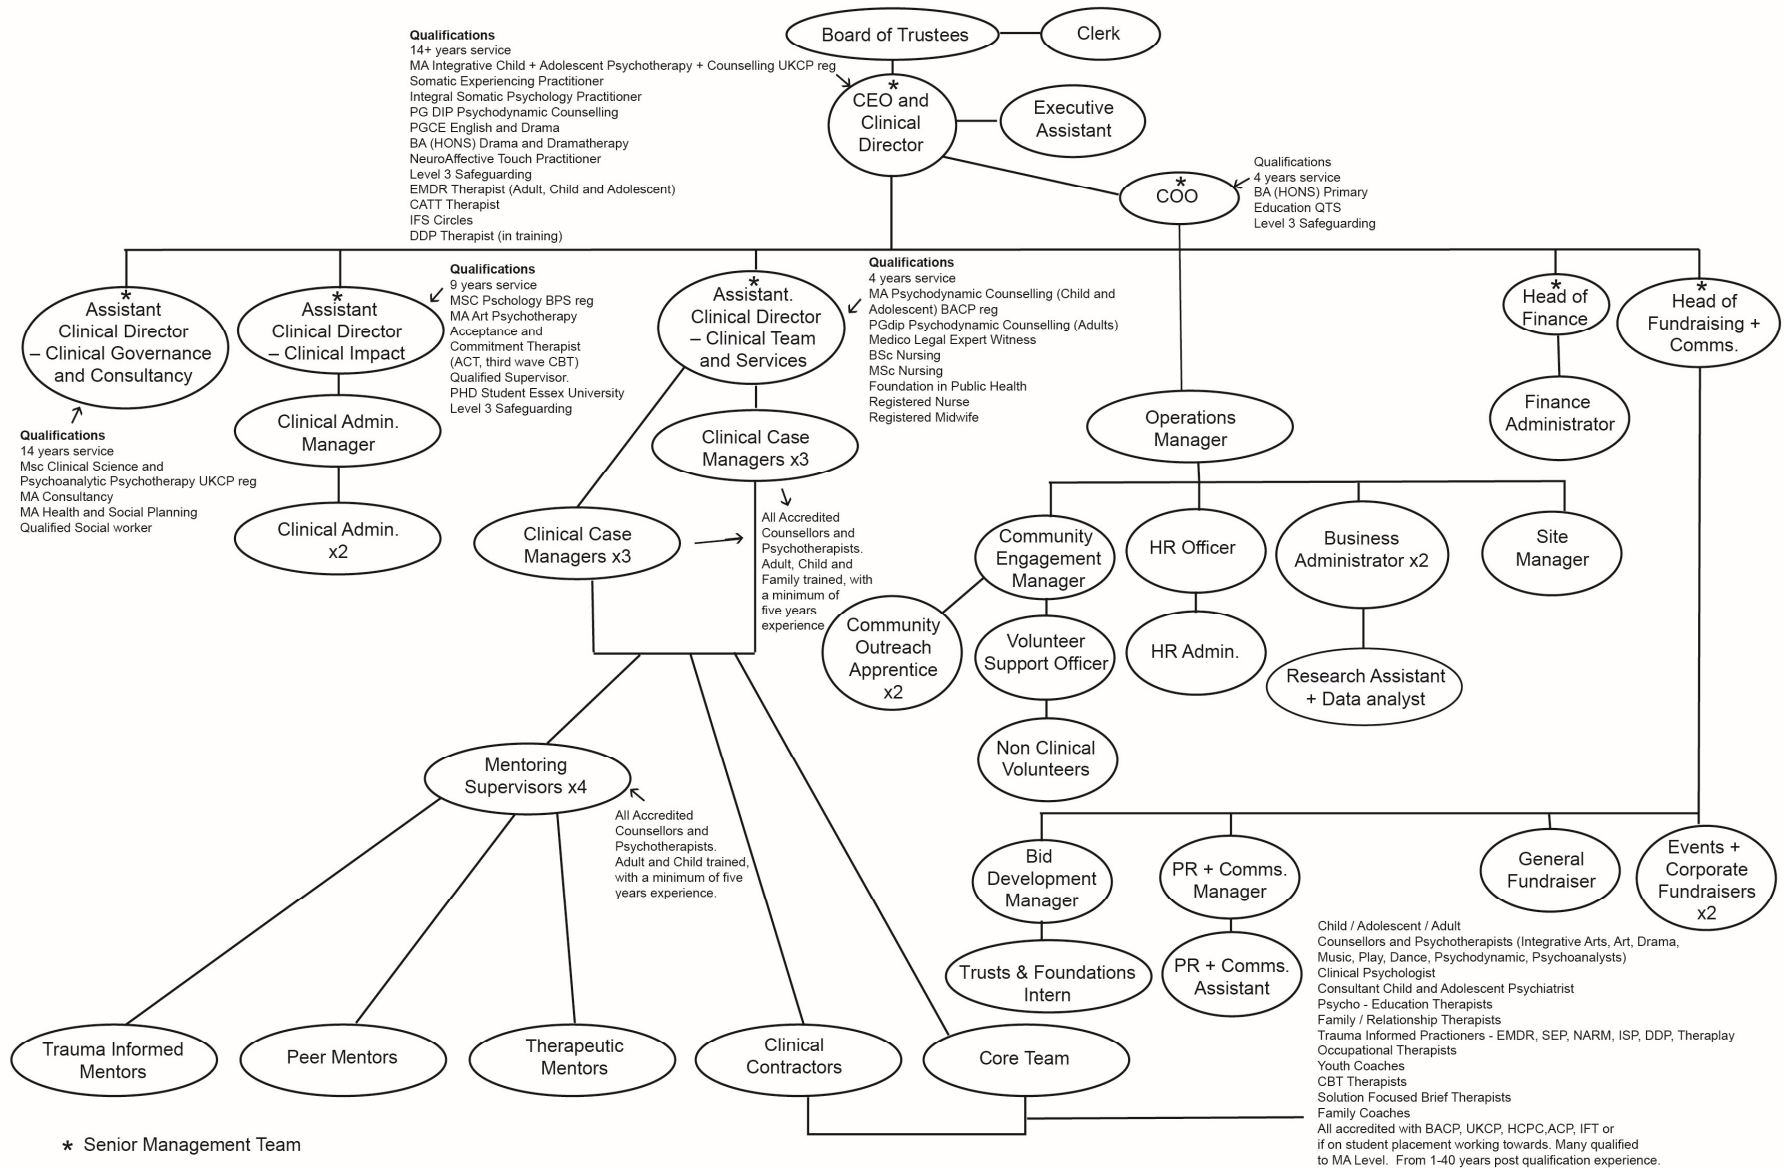 Board of Trustees
Clerk
Qualifications
14+ years service
MA Integrative Child + Adolescent Psychotherapy + Counselling UKCP reg
Somatic Experiencing Practitioner
Integral Somatic Psychology Practitioner
PG DIP Psychodynamic Counselling
PGCE English and Drama
BA (HONS) Drama and Dramatherapy
NeuroAffective Touch Practitioner
Level 3 Safeguarding
EMDR Therapist (Adult, Child and Adolescent)
CATT Therapist
IFS Circles
DDP Therapist (in training)
*
CEO and
Clinical
Director
Executive
Assistant
*
COO
Qualifications
4 years service
BA (HONS) Primary
Education QTS
Level 3 Safeguarding
*
Assistant
Clinical Director
– Clinical Governance
and Consultancy
Qualifications
14 years service
Msc Clinical Science and
Psychoanalytic Psychotherapy UKCP reg
MA Consultancy
MA Health and Social Planning
Qualified Social worker
*
Assistant
Clinical Director
– Clinical Impact
Qualifications
9 years service
MSC Pschology BPS reg
MA Art Psychotherapy
Acceptance and
Commitment Therapist
(ACT, third wave CBT)
Qualified Supervisor.
PHD Student Essex University
Level 3 Safeguarding
Clinical Admin.
Manager
Clinical Admin.
x2
*
Assistant.
Clinical Director
– Clinical Team
and Services
Qualifications
4 years service
MA Psychodynamic Counselling (Child and
Adolescent) BACP reg
PGdip Psychodynamic Counselling (Adults)
Medico Legal Expert Witness
BSc Nursing
MSc Nursing
Foundation in Public Health
Registered Nurse
Registered Midwife
Clinical Case
Managers x3
Clinical Case
Managers x3
All Accredited
Counsellors and
Psychotherapists.
Adult, Child and
Family trained, with
a minimum of
five years
experience
*
Head of
Finance
Finance
Administrator
*
Head of
Fundraising +
Comms.
Operations
Manager
Community
Engagement
Manager
HR Officer
Business
Administrator x2
Site
Manager
Community
Outreach
Apprentice
x2
Volunteer
Support Officer
HR Admin.
Research Assistant
+ Data analyst
Non Clinical
Volunteers
Mentoring
Supervisors x4
All Accredited
Counsellors and
Psychotherapists.
Adult and Child trained,
with a minimum of five
years experience.
Bid
Development
Manager
PR + Comms.
Manager
General
Fundraiser
Events +
Corporate
Fundraisers
x2
Trusts & Foundations
Intern
PR + Comms.
Assistant
Trauma Informed
Mentors
Peer Mentors
Therapeutic
Mentors
Clinical
Contractors
Core Team
Child / Adolescent / Adult
Counsellors and Psychotherapists (Integrative Arts, Art, Drama,
Music, Play, Dance, Psychodynamic, Psychoanalysts)
Clinical Psychologist
Consultant Child and Adolescent Psychiatrist
Psycho - Education Therapists
Family / Relationship Therapists
Trauma Informed Practioners - EMDR, SEP, NARM, ISP, DDP, Theraplay
Occupational Therapists
Youth Coaches
CBT Therapists
Solution Focused Brief Therapists
Family Coaches
All accredited with BACP, UKCP, HCPC,ACP, IFT or
if on student placement working towards. Many qualified
to MA Level. From 1-40 years post qualification experience.
* Senior Management Team